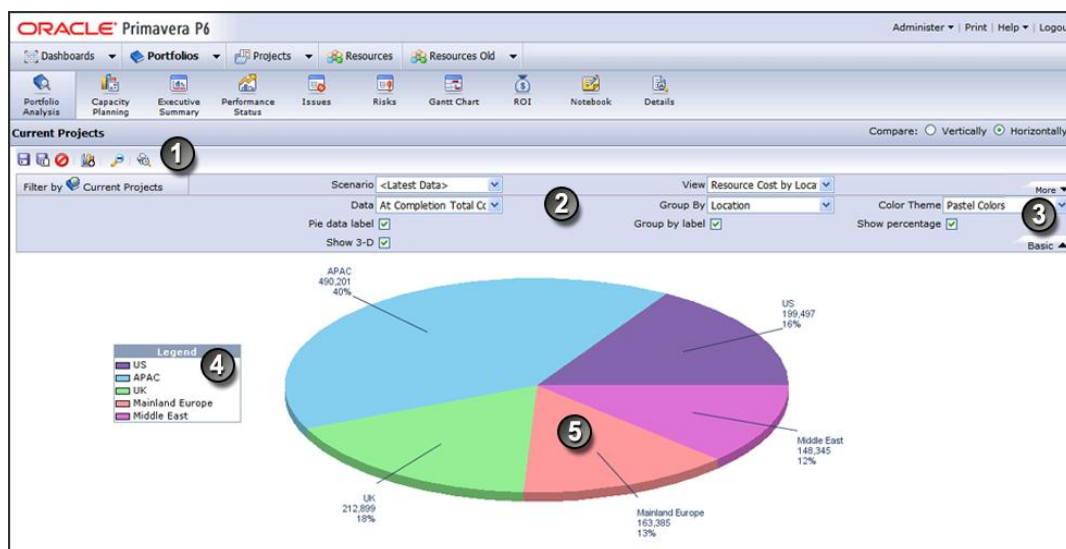 ORACLE Primavera P6
Administer | Print | Help | Logou
Dashboards Portfolios Projects Resources Resources Old
Portfolio Analysis Capacity Planning Executive Summary Performance Status Issues Risks Gantt Chart ROI Notebook Details
Current Projects
Compare: Vertically Horizontally
1
Filter by Current Projects
Scenario <Latest Data>
View Resource Cost by Loca
More
Data At Completion Total Co
2
Group By Location
Color Theme Pastel Colors
3
Pie data label
Group by label
Show percentage
Show 3-D
Basic
APAC
490,201
40%
US
199,497
16%
Legend
4
US
APAC
UK
Mainland Europe
Middle East
5
Middle East
148,345
12%
UK
212,899
18%
Mainland Europe
163,385
13%